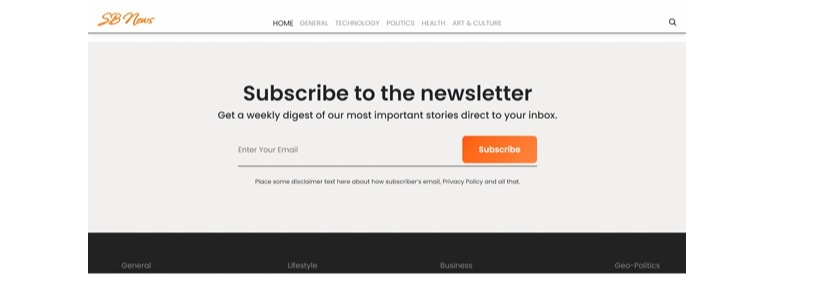 SB News
HOME GENERAL TECHNOLOGY POLITICS HEALTH ART & CULTURE
Subscribe to the newsletter
Get a weekly digest of our most important stories direct to your inbox.
Enter Your Email Subscribe
Place some disclaimer text here about how subscriber's email, Privacy Policy and all that.
General Lifestyle Business Geo-Politics